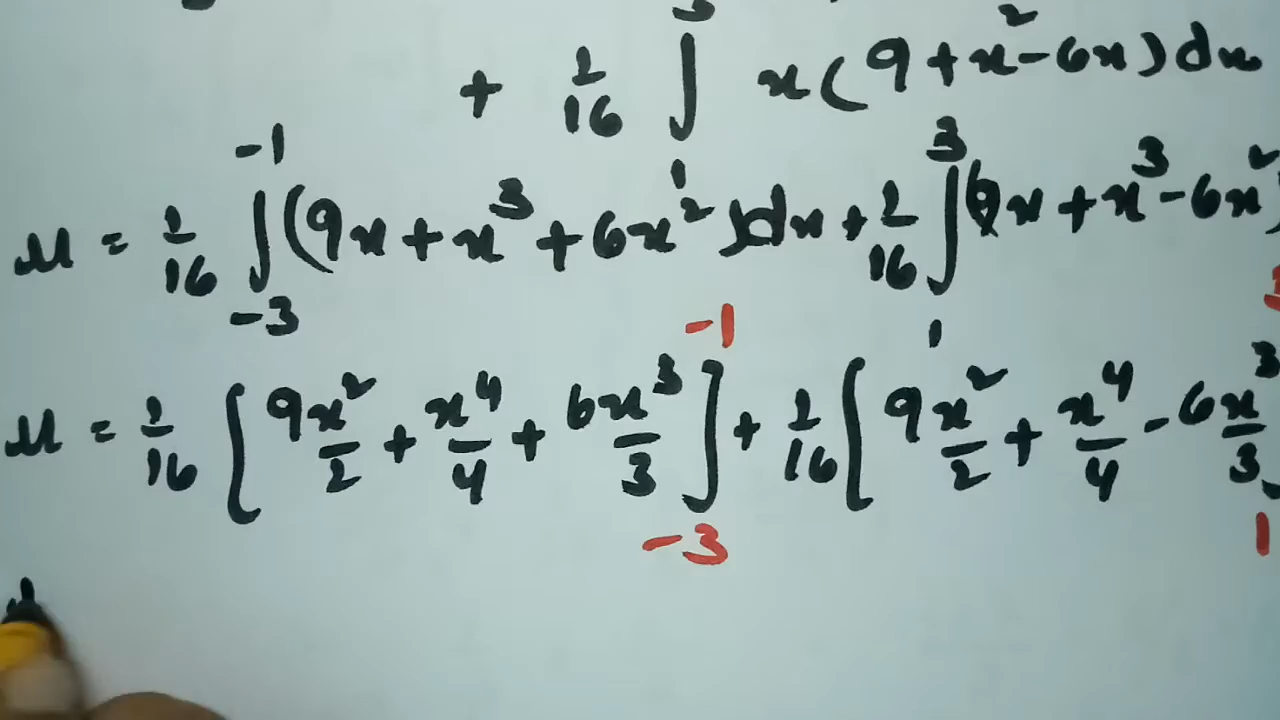 + 1/16 ∫₁³ x(9+x²-6x)dx
μ = 1/16 ∫₋₃⁻¹ (9x+x³+6x²)dx + 1/16 ∫₁³ (9x+x³-6x²)
μ = 1/16 [9x²/2 + x⁴/4 + 6x³/3]₋₃⁻¹ + 1/16 [9x²/2 + x⁴/4 - 6x³/3]₁